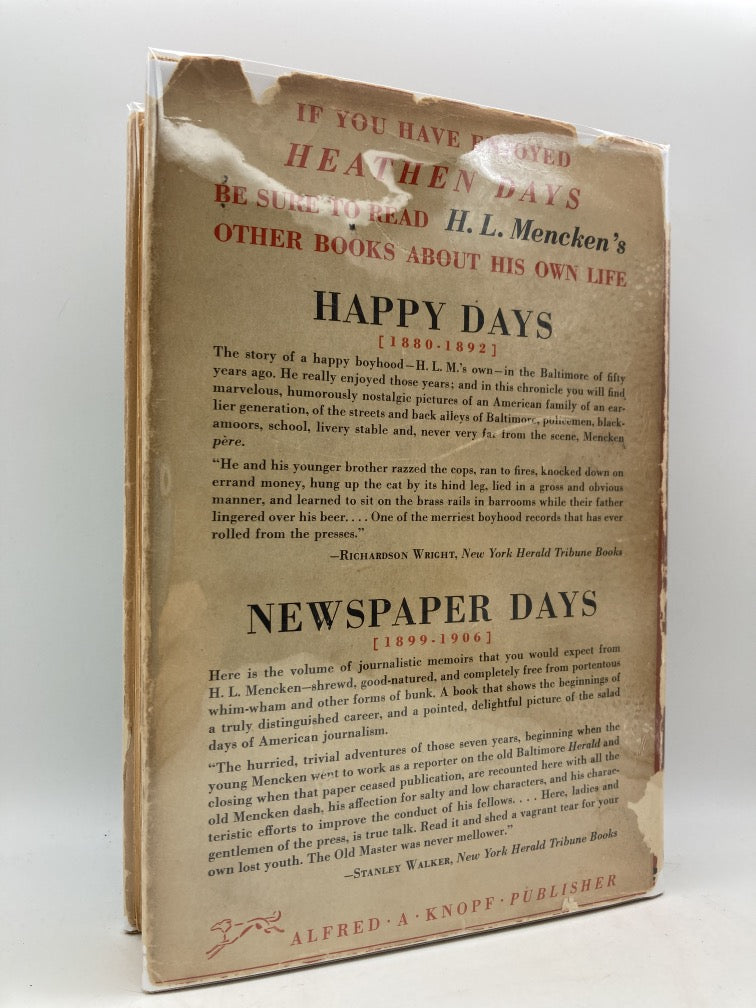 IF YOU HAVE ENJOYED
HEATHEN DAYS
BE SURE TO READ H. L. Mencken's
OTHER BOOKS ABOUT HIS OWN LIFE
HAPPY DAYS
[1880-1892]
The story of a happy boyhood—H. L. M.'s own—in the Baltimore of fifty
years ago. He really enjoyed those years; and in this chronicle you will find
marvelous, humorously nostalgic pictures of an American family of an ear-
lier generation, of the streets and back alleys of Baltimore, policemen, black-
amoors, school, livery stable and, never very far from the scene, Mencken
père.
"He and his younger brother razzed the cops, ran to fires, knocked down on
errand money, hung up the cat by its hind leg, lied in a gross and obvious
manner, and learned to sit on the brass rails in barrooms while their father
lingered over his beer. . . . One of the merriest boyhood records that has ever
rolled from the presses."
—RICHARDSON WRIGHT, New York Herald Tribune Books
NEWSPAPER DAYS
[1899-1906]
Here is the volume of journalistic memoirs that you would expect from
H. L. Mencken—shrewd, good-natured, and completely free from portentous
whim-wham and other forms of bunk. A book that shows the beginnings of
a truly distinguished career, and a pointed, delightful picture of the salad
days of American journalism.
"The hurried, trivial adventures of those seven years, beginning when the
young Mencken went to work as a reporter on the old Baltimore Herald and
closing when that paper ceased publication, are recounted here with all the
old Mencken dash, his affection for salty and low characters, and his charac-
teristic efforts to improve the conduct of his fellows. . . . Here, ladies and
gentlemen of the press, is true talk. Read it and shed a vagrant tear for your
own lost youth. The Old Master was never mellower."
—STANLEY WALKER, New York Herald Tribune Books
ALFRED · A · KNOPF · PUBLISHER